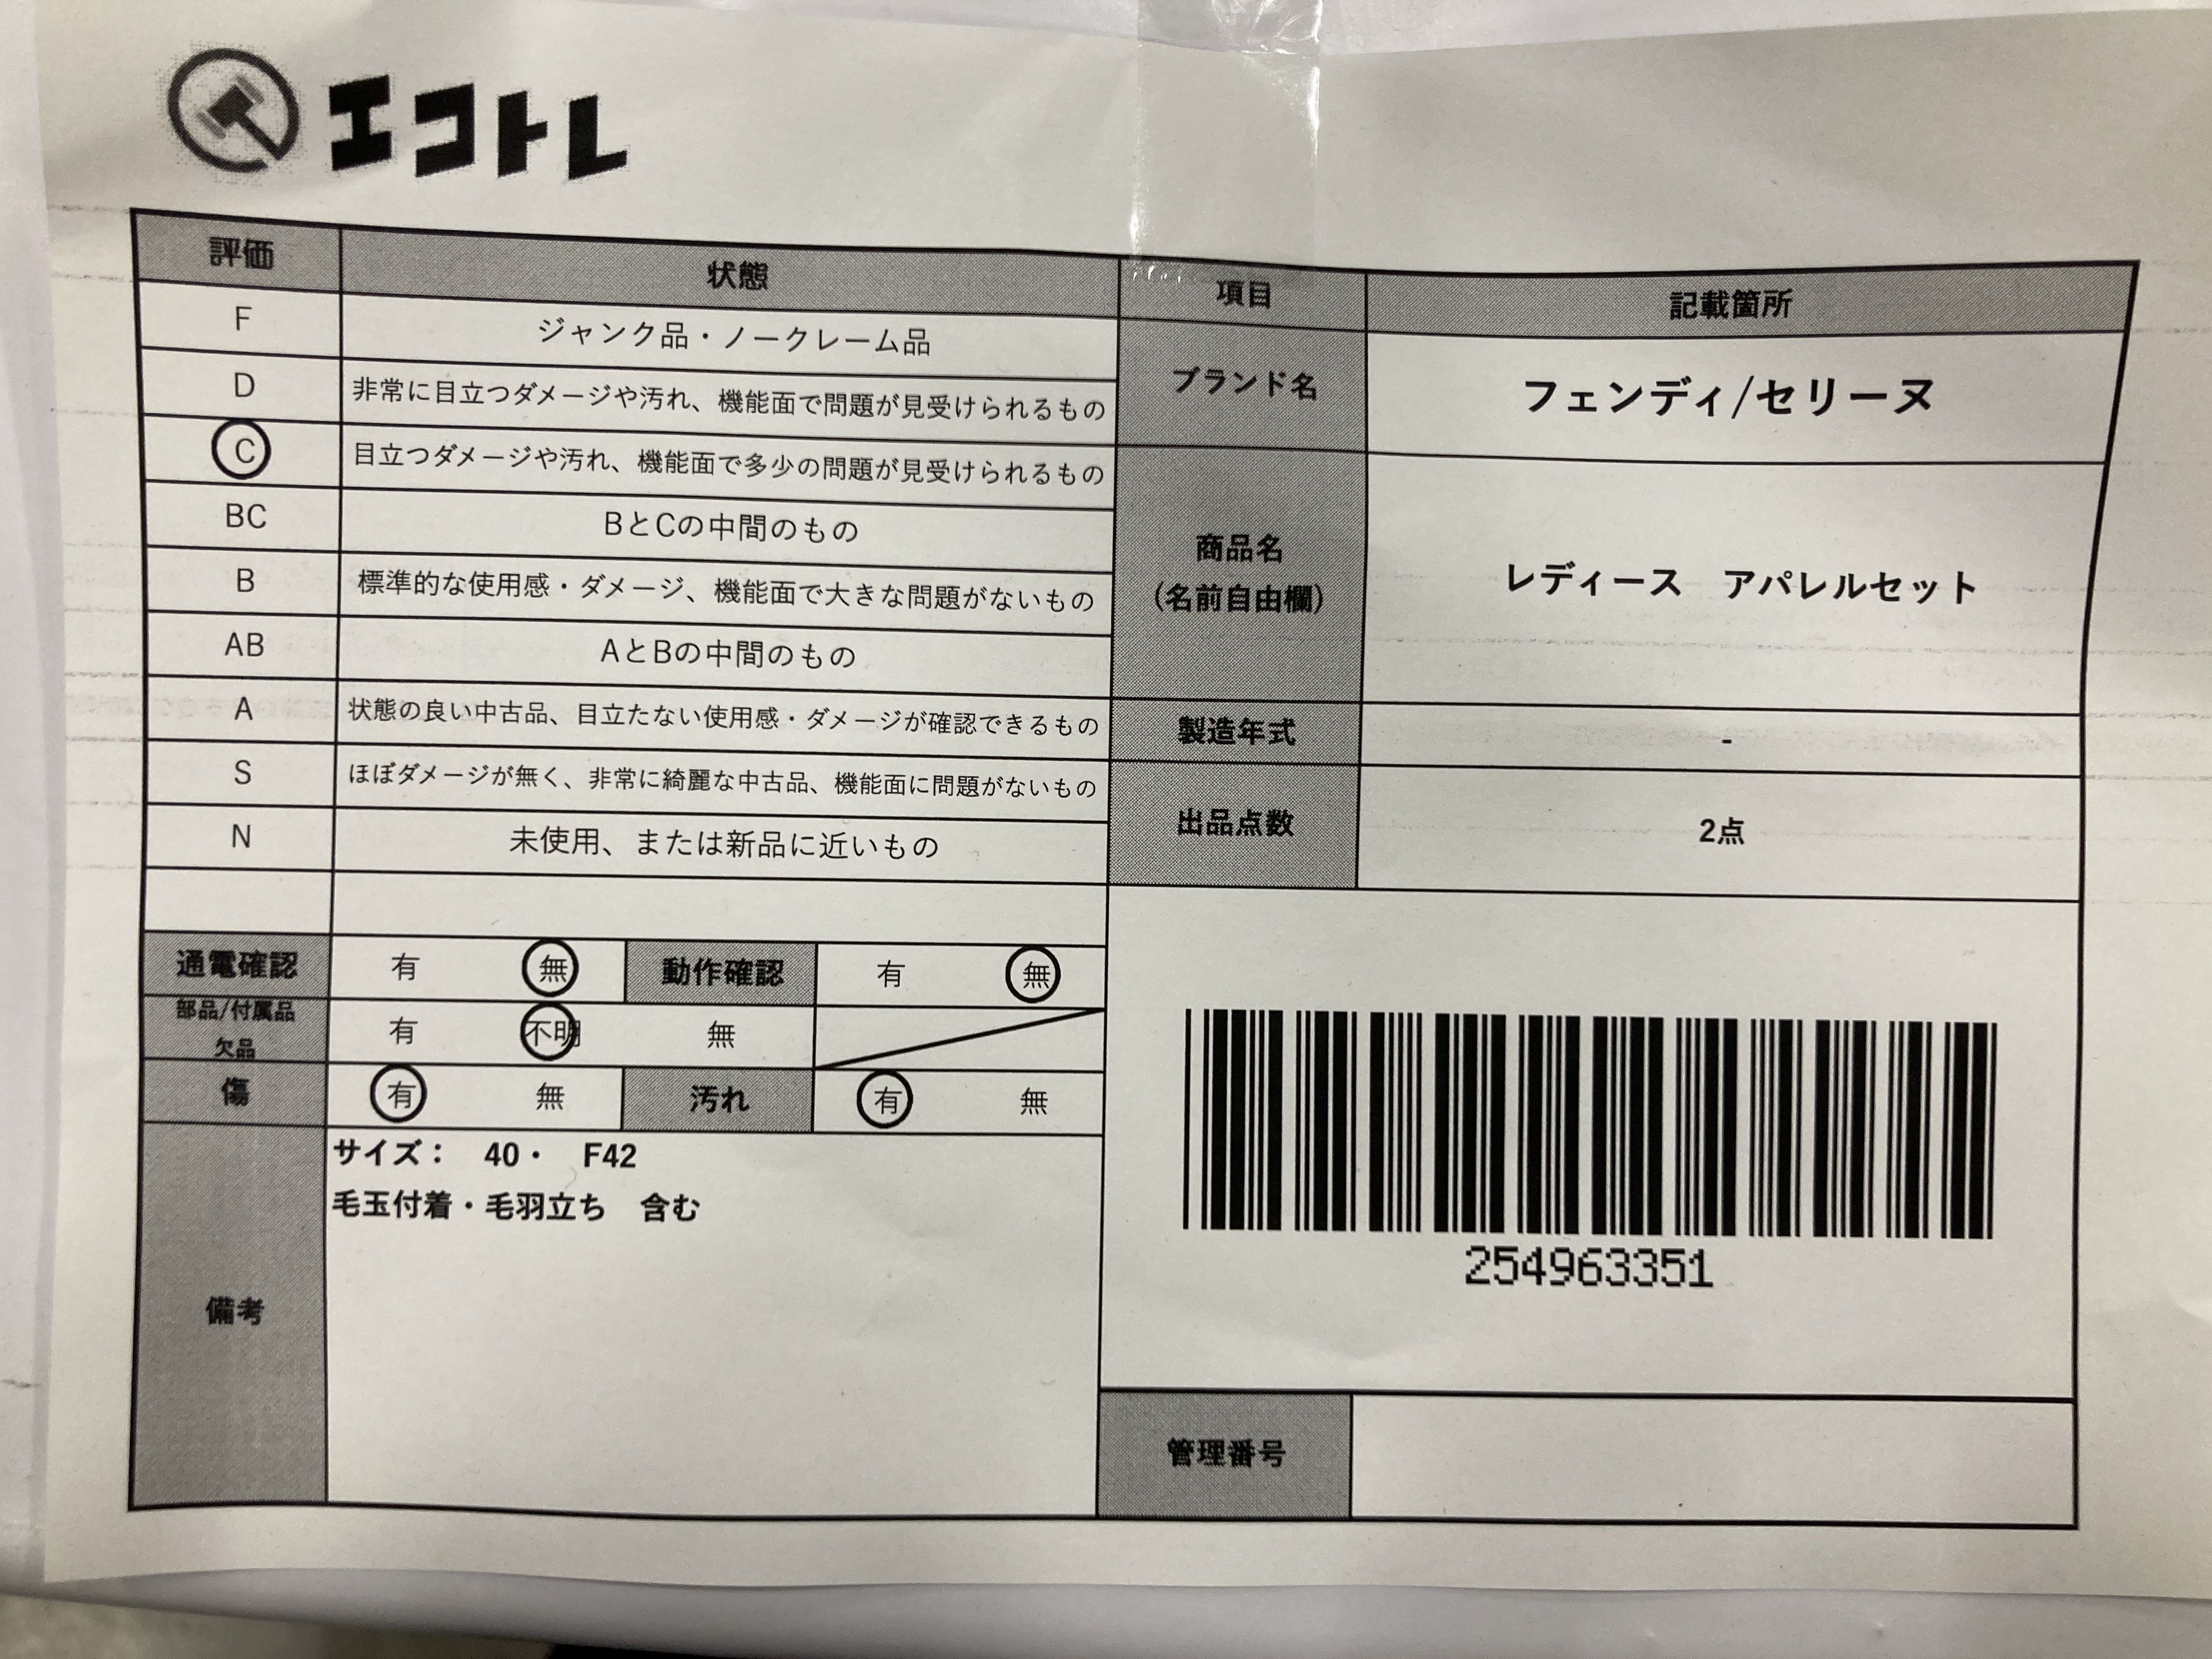 エコトレ
評価 状態 項目 記載箇所
F ジャンク品・ノークレーム品
D 非常に目立つダメージや汚れ、機能面で問題が見受けられるもの
C 目立つダメージや汚れ、機能面で多少の問題が見受けられるもの
BC BとCの中間のもの
B 標準的な使用感・ダメージ、機能面で大きな問題がないもの
AB AとBの中間のもの
A 状態の良い中古品、目立たない使用感・ダメージが確認できるもの
S ほぼダメージが無く、非常に綺麗な中古品、機能面に問題がないもの
N 未使用、または新品に近いもの
ブランド名 フェンディ/セリーヌ
商品名
(名前自由欄) レディース アパレルセット
製造年式 -
出品点数 2点
通電確認 有 無 動作確認 有 無
部品/付属品
欠品 有 不明 無
傷 有 無 汚れ 有 無
備考
サイズ： 40・ F42
毛玉付着・毛羽立ち 含む
254963351
管理番号